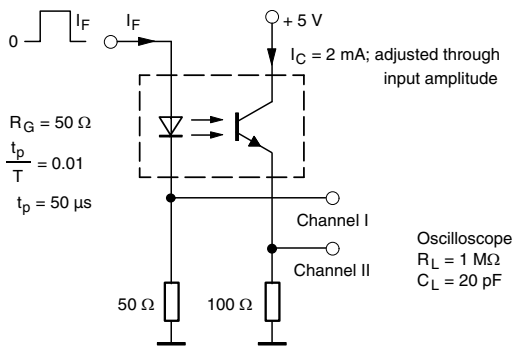 0
I_F
I_F
+ 5 V
I_C = 2 mA; adjusted through
input amplitude
R_G = 50 Ω
t_p
T
= 0.01
t_p = 50 μs
Channel I
Channel II
50 Ω
100 Ω
Oscilloscope
R_L = 1 MΩ
C_L = 20 pF